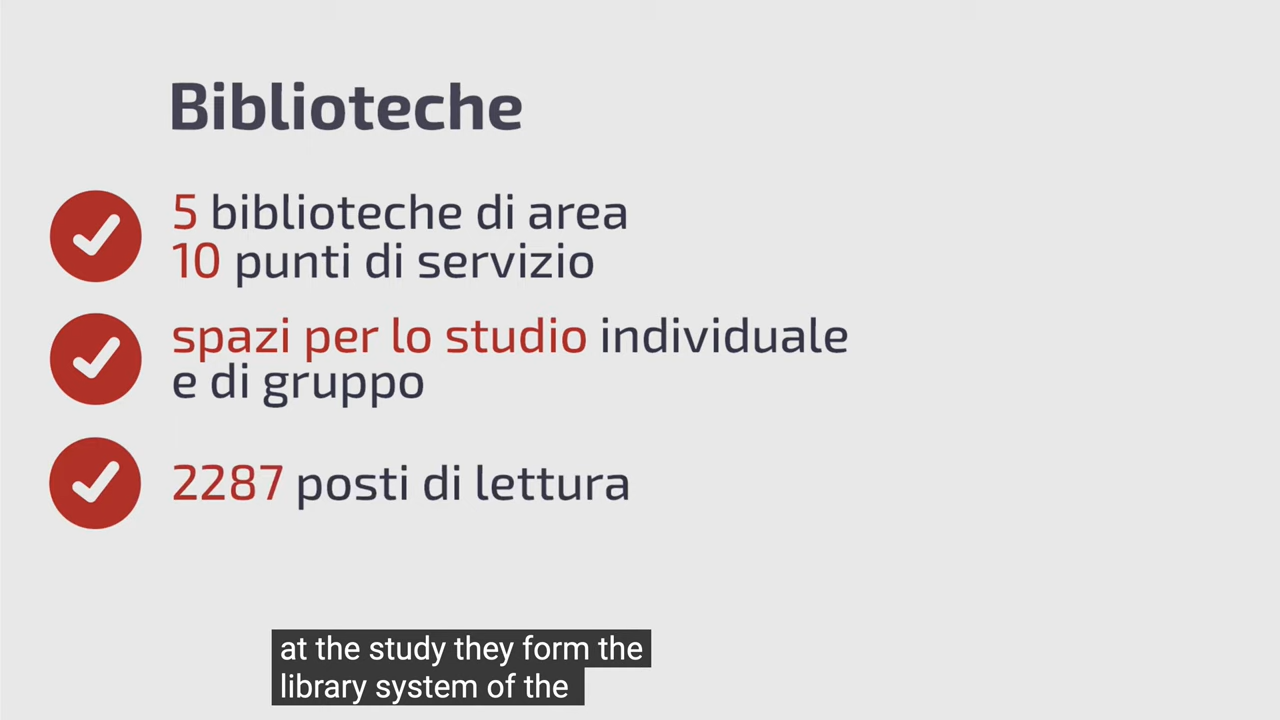 Biblioteche
5 biblioteche di area
10 punti di servizio
spazi per lo studio individuale
e di gruppo
2287 posti di lettura
at the study they form the
library system of the